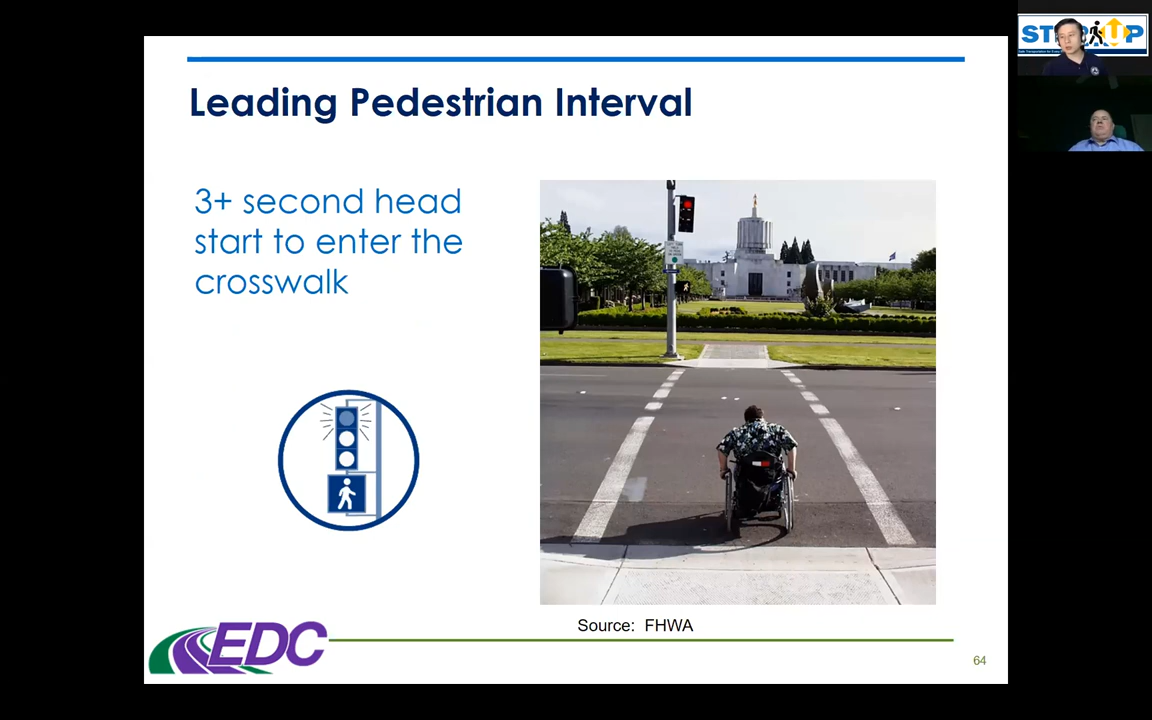 Leading Pedestrian Interval
3+ second head
start to enter the
crosswalk
Source: FHWA
EDC
64